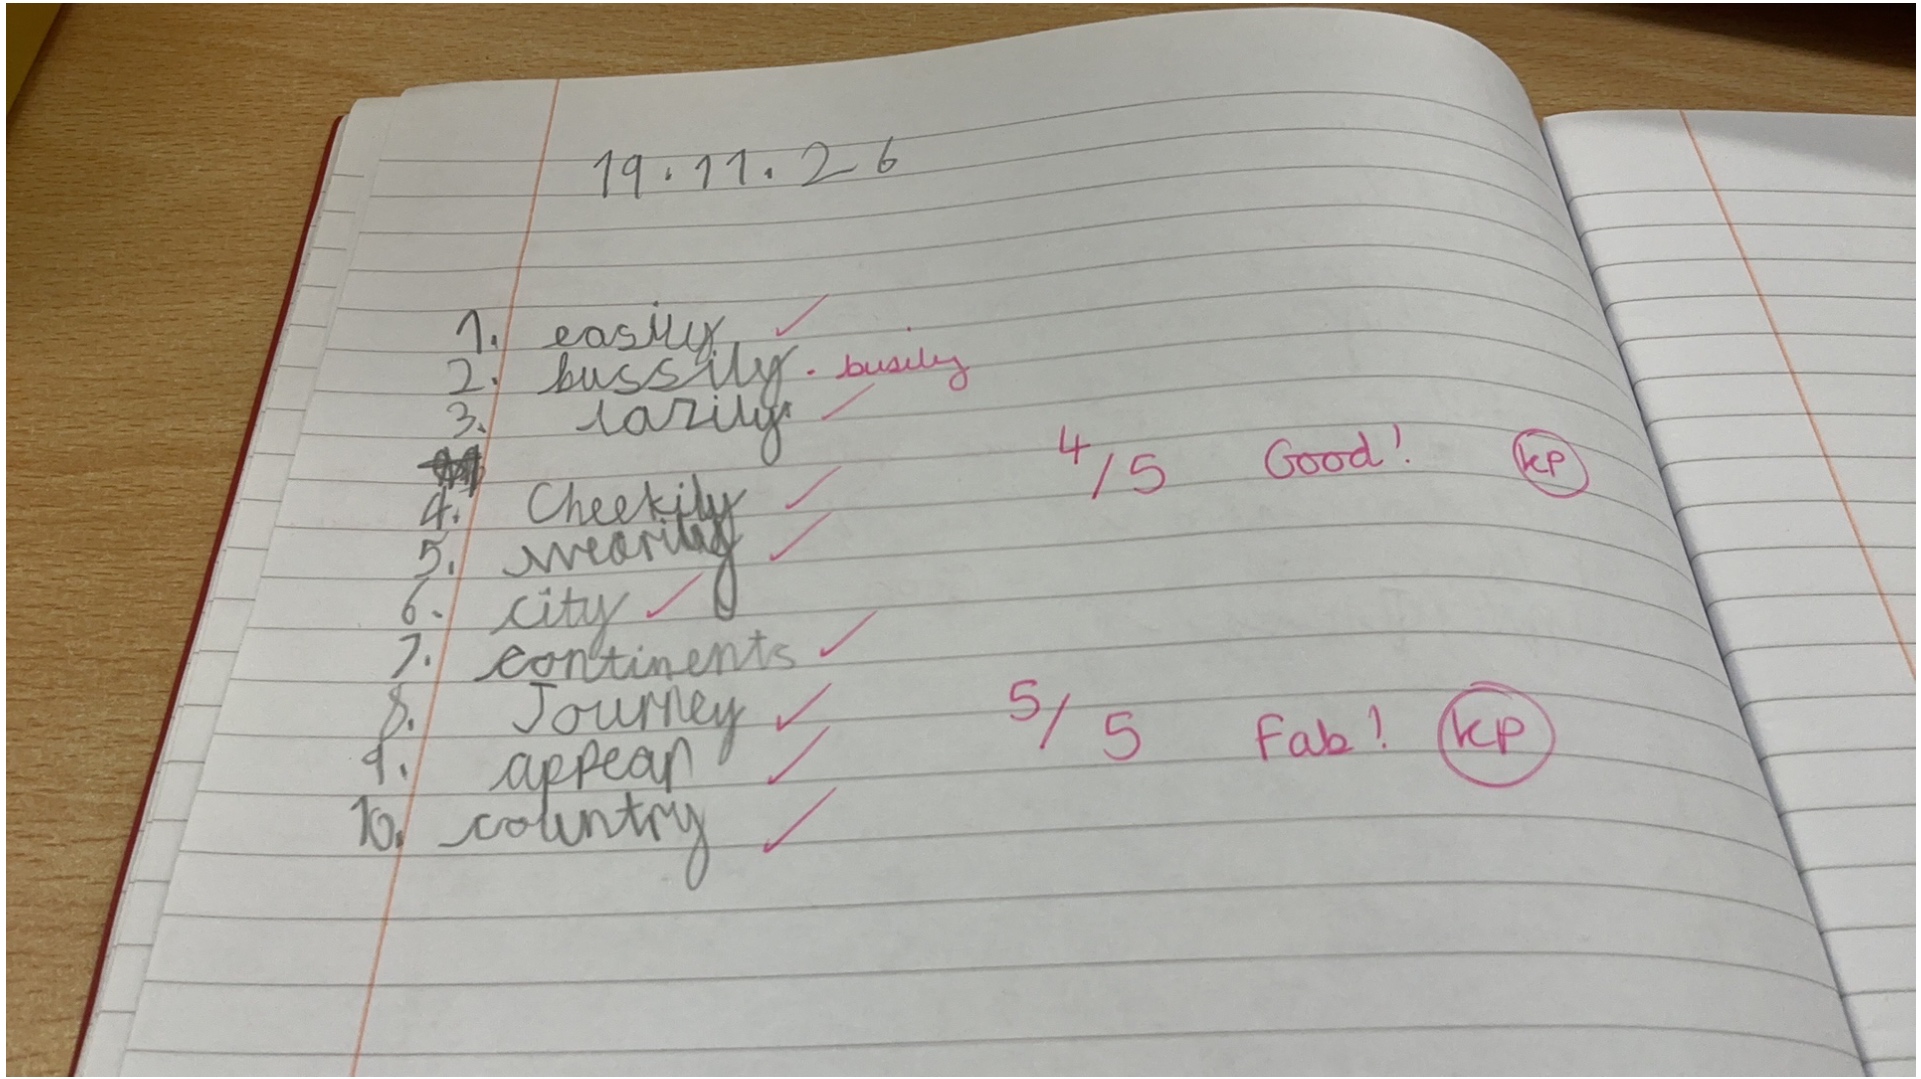 19.11.26
1. easily ✓
2. bussily . busily
3. lazily ✓
4/5 Good! KP
4. Cheekily ✓
5. wearily ✓
6. city ✓
7. continents ✓
8. Journey ✓
5/5 Fab! KP
9. appear ✓
10. country ✓